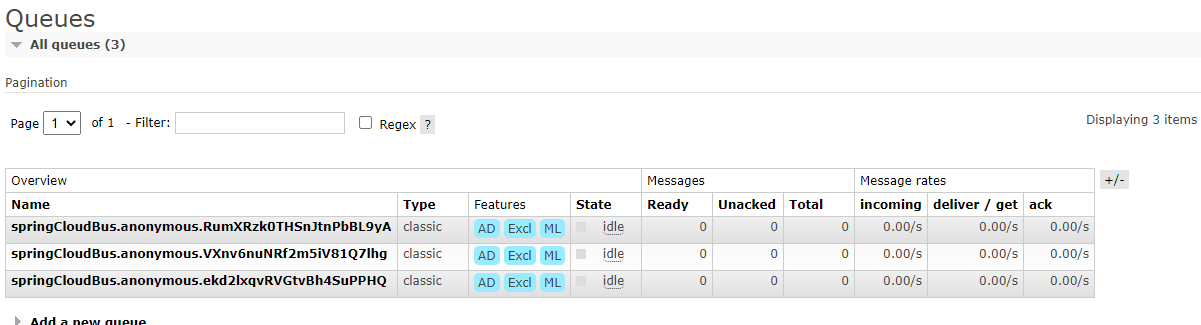 Queues
All queues (3)
Pagination
Page 1 of 1 - Filter: Regex ? Displaying 3 items
Overview Messages Message rates +/-
Name Type Features State Ready Unacked Total incoming deliver / get ack
springCloudBus.anonymous.RumXRzk0THSnJtnPbBL9yA classic AD Excl ML idle 0 0 0 0.00/s 0.00/s 0.00/s
springCloudBus.anonymous.VXnv6nuNRf2m5iV81Q7lhg classic AD Excl ML idle 0 0 0 0.00/s 0.00/s 0.00/s
springCloudBus.anonymous.ekd2lxqvRVGtvBh4SuPPHQ classic AD Excl ML idle 0 0 0 0.00/s 0.00/s 0.00/s
Add a new queue